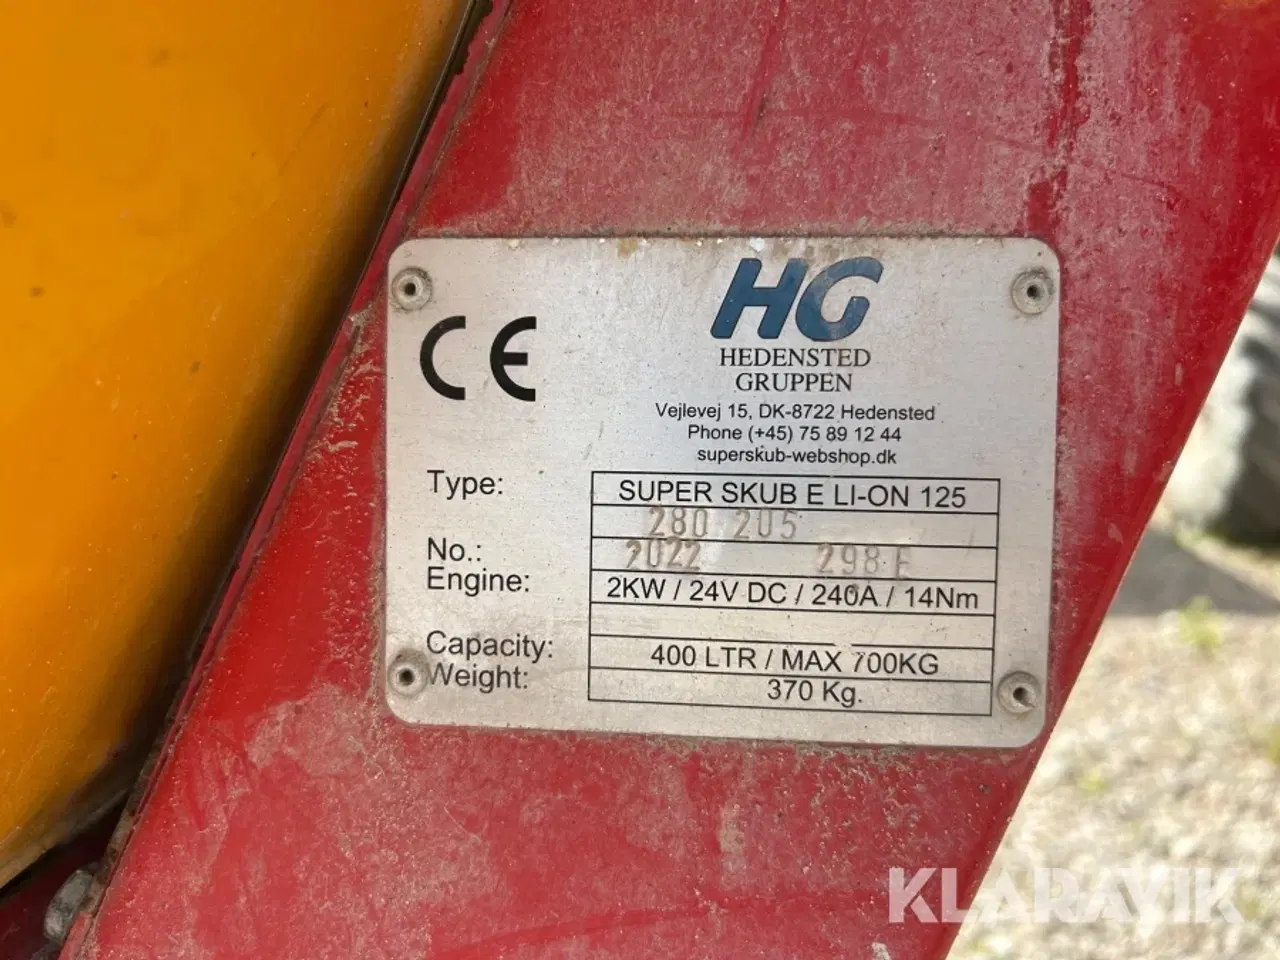 CE
HG
HEDENSTED
GRUPPEN
Vejlevej 15, DK-8722 Hedensted
Phone (+45) 75 89 12 44
superskub-webshop.dk
Type: SUPER SKUB E LI-ON 125
280 205
No.: 2022 298 E
Engine: 2KW / 24V DC / 240A / 14Nm
Capacity: 400 LTR / MAX 700KG
Weight: 370 Kg.
KLARAVIK